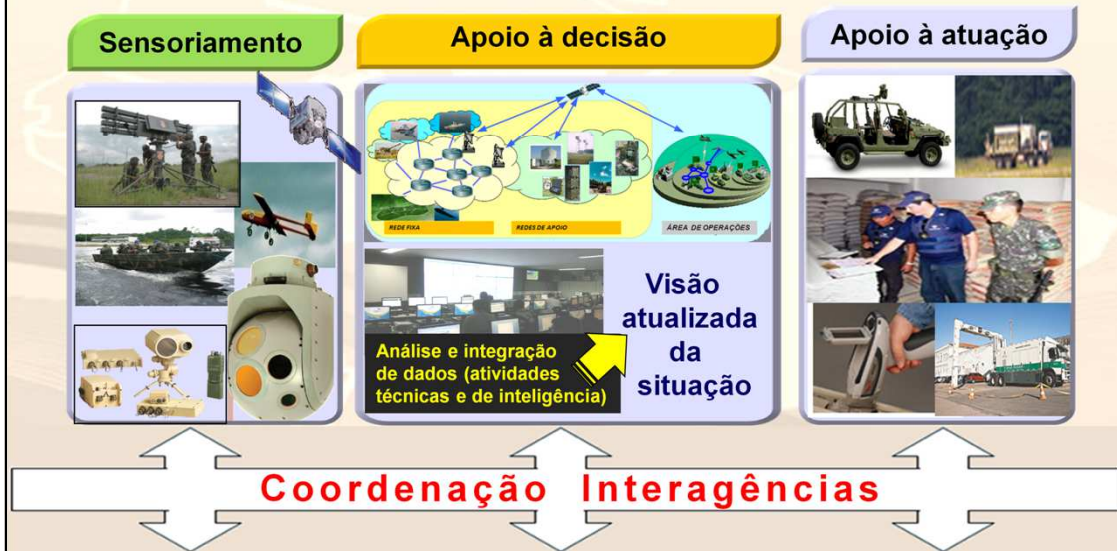 Sensoriamento
Apoio à decisão
Apoio à atuação
REDE FIXA
REDES DE APOIO
ÁREA DE OPERAÇÕES
Análise e integração
de dados (atividades
técnicas e de inteligência)
Visão
atualizada
da
situação
Coordenação Interagências